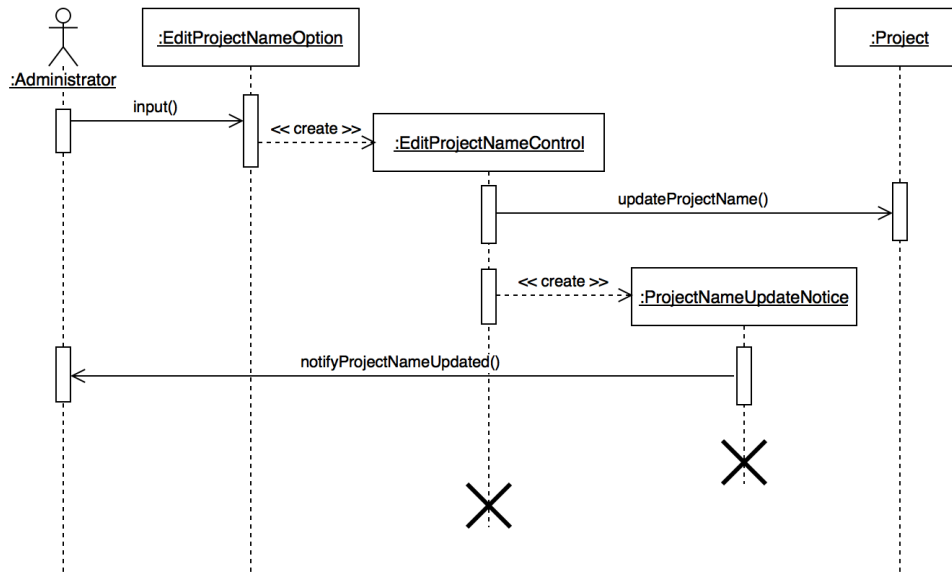 :EditProjectNameOption
:Project
:Administrator
input()
<< create >>
:EditProjectNameControl
updateProjectName()
<< create >>
:ProjectNameUpdateNotice
notifyProjectNameUpdated()